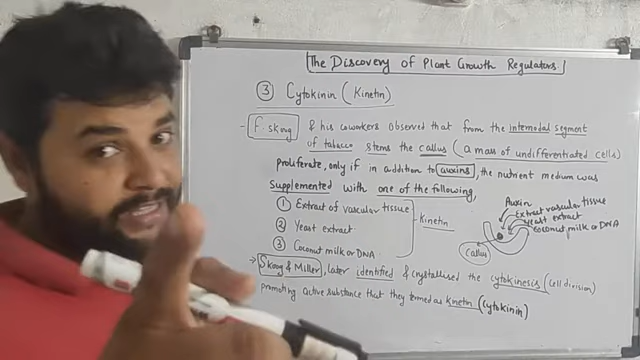 The Discovery of Plant Growth Regulators.
③ Cytokinin (Kinetin)
- F. skoog & his coworkers observed that from the internodal segment
of tobacco stems the callus (a mass of undifferentiated cells)
proliferate, only if in addition to auxins, the nutrient medium was
supplemented with one of the following,
① Extract of vascular tissue
② Yeast extract
③ Coconut milk or DNA
Kinetin
Auxin
Extract vascular tissue
Yeast extract
Coconut milk or DNA
Callus
→ Skoog & Miller, later identified & crystallised the cytokinesis (cell division)
promoting active substance that they termed as kinetin (cytokinin)